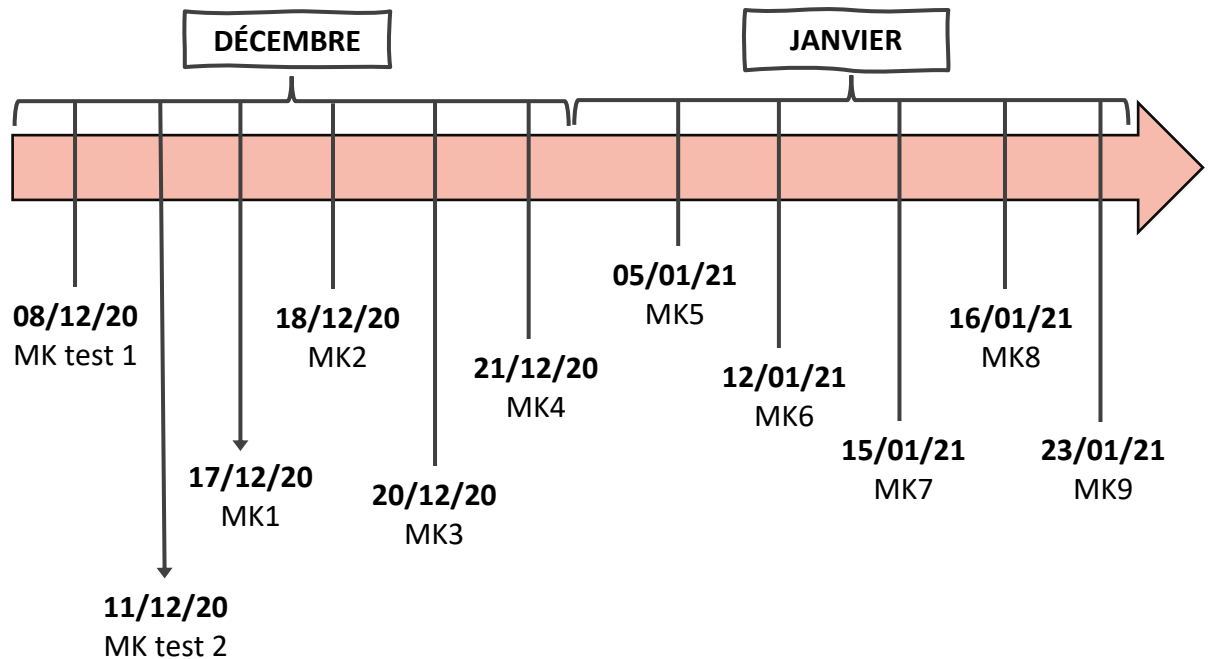 DÉCEMBRE
JANVIER
08/12/20
MK test 1
11/12/20
MK test 2
17/12/20
MK1
18/12/20
MK2
20/12/20
MK3
21/12/20
MK4
05/01/21
MK5
12/01/21
MK6
15/01/21
MK7
16/01/21
MK8
23/01/21
MK9